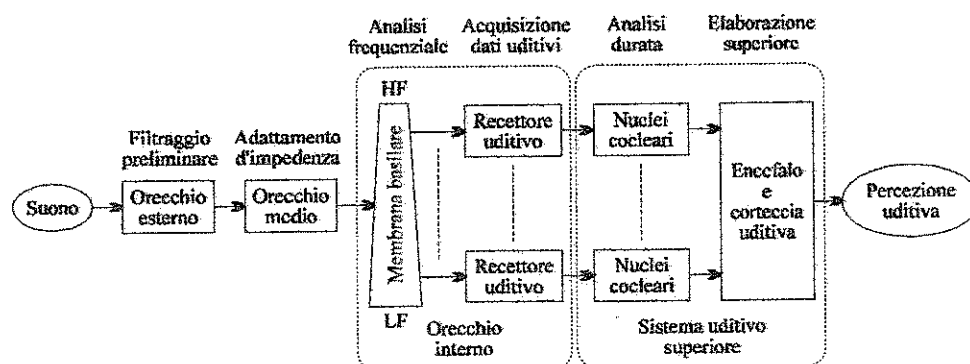 Analisi
frequenziale
Acquisizione
dati uditivi
Analisi
durata
Elaborazione
superiore
Filtraggio
preliminare
Adattamento
d'impedenza
HF
Suono
Orecchio
esterno
Orecchio
medio
Membrana basilare
LF
Recettore
uditivo
Recettore
uditivo
Orecchio
interno
Nuclei
cocleari
Nuclei
cocleari
Encefalo
e
corteccia
uditiva
Sistema uditivo
superiore
Percezione
uditiva